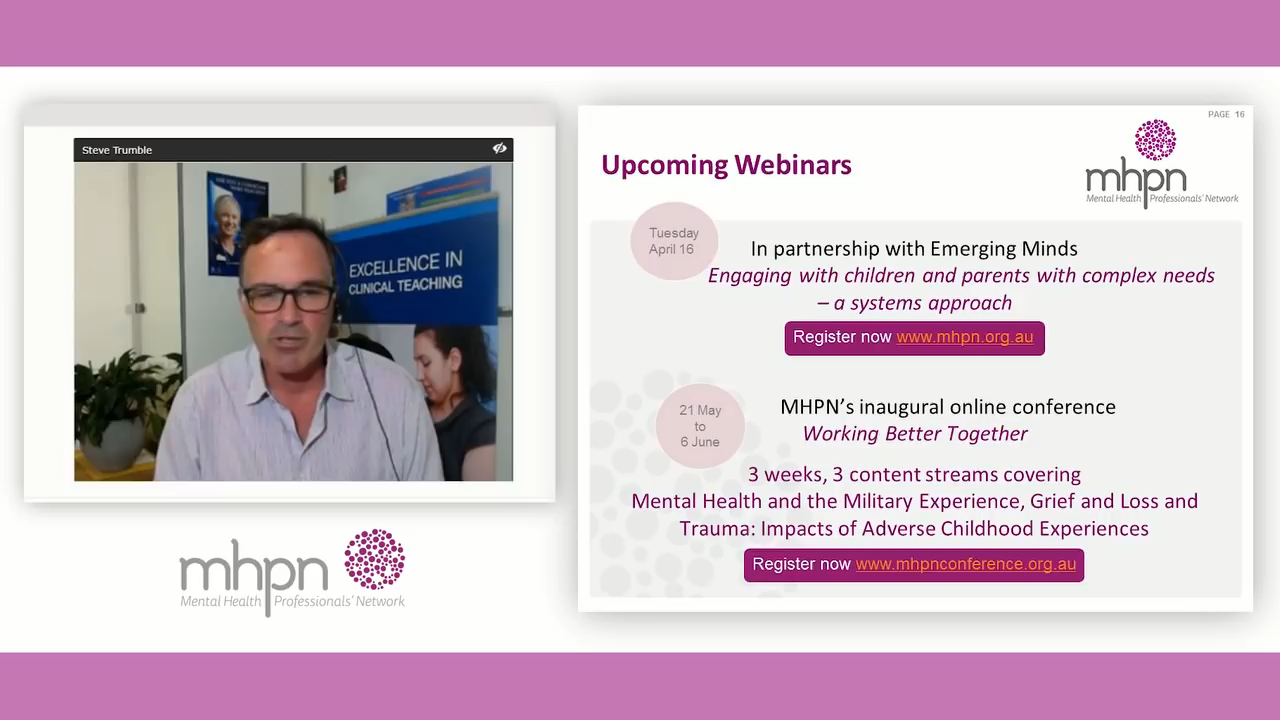 Steve Trumble
EXCELLENCE IN
CLINICAL TEACHING
mhpn
Mental Health Professionals' Network
PAGE 16
mhpn
Mental Health Professionals' Network
Upcoming Webinars
Tuesday
April 16
In partnership with Emerging Minds
Engaging with children and parents with complex needs
– a systems approach
Register now www.mhpn.org.au
21 May
to
6 June
MHPN’s inaugural online conference
Working Better Together
3 weeks, 3 content streams covering
Mental Health and the Military Experience, Grief and Loss and
Trauma: Impacts of Adverse Childhood Experiences
Register now www.mhpnconference.org.au